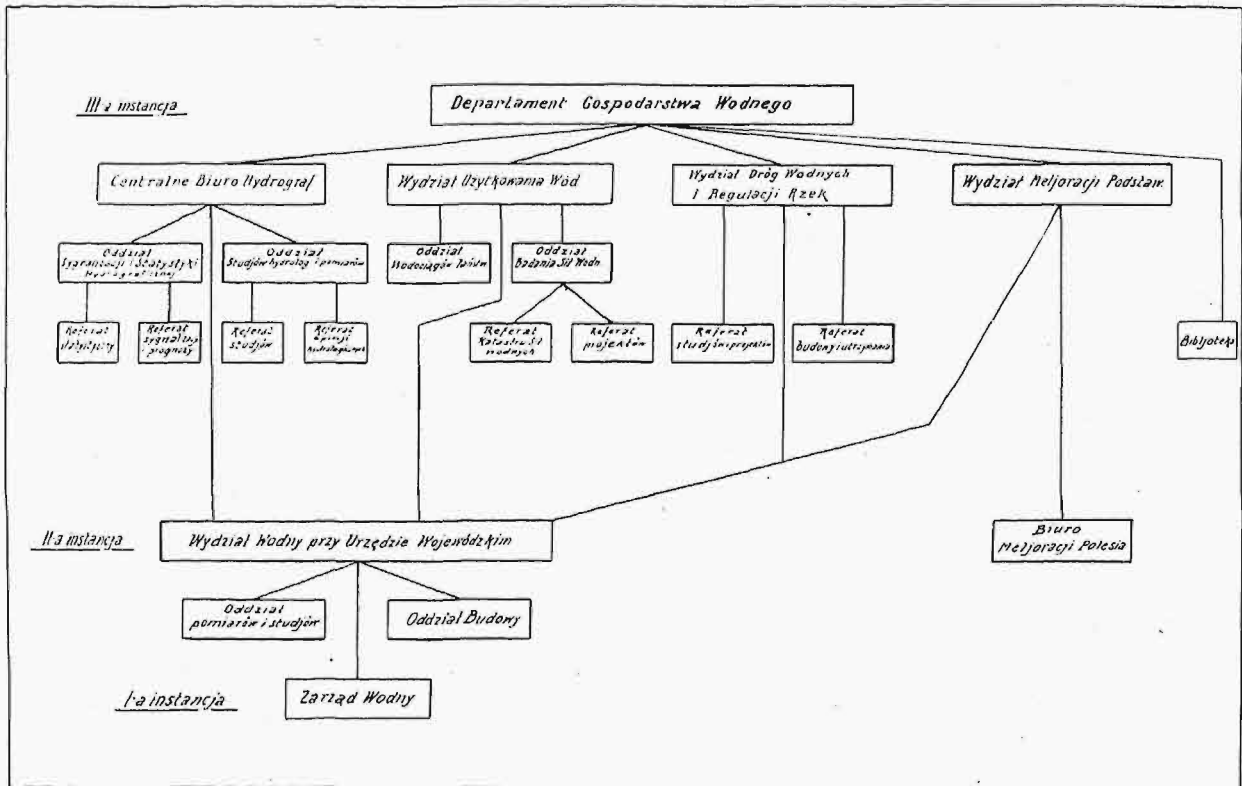 III-a instancja
Departament Gospodarstwa Wodnego
Centralne Biuro Hydrograf
Wydział Użytkowania Wód
Wydział Dróg Wodnych
i Regulacji Rzek
Wydział Meljoracji Podstaw.
Oddział
Sygnalizacji i Statystyki
Hydrograficznej
Oddział
Studjów hydrolog i pomiarów
Oddział
Wodociągów Państw
Oddział
Badania Sił Wodn.
Referat
statystyczny
Referat
sygnalizacji
i prognozy
Referat
studjów
Referat
hydrologicznych
Referat
Katastru Sił
Wodnych
Referat
projektów
Referat
studjów i projektów
Referat
budowy i utrzymania
Bibljoteka
II-a instancja
Wydział Wodny przy Urzędzie Wojewódzkim
Biuro
Meljoracji Polesia
Oddział
pomiarów i studjów
Oddział Budowy
I-a instancja
Zarząd Wodny